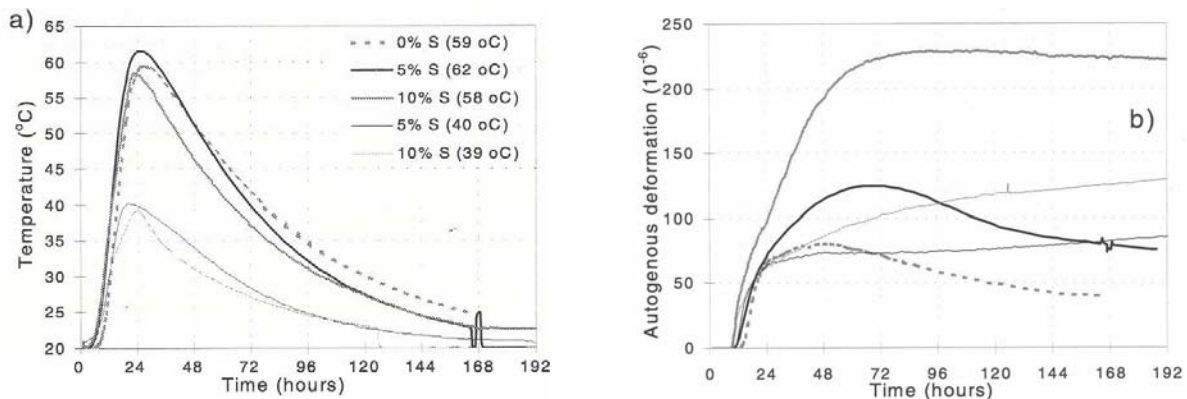 a)
65
60
55
50
45
40
35
30
25
20
Temperature (°C)
0% S (59 oC)
5% S (62 oC)
10% S (58 oC)
5% S (40 oC)
10% S (39 oC)
0 24 48 72 96 120 144 168 192
Time (hours)
250
200
150
100
50
0
Autogenous deformation (10⁻⁶)
b)
0 24 48 72 96 120 144 168 192
Time (hours)